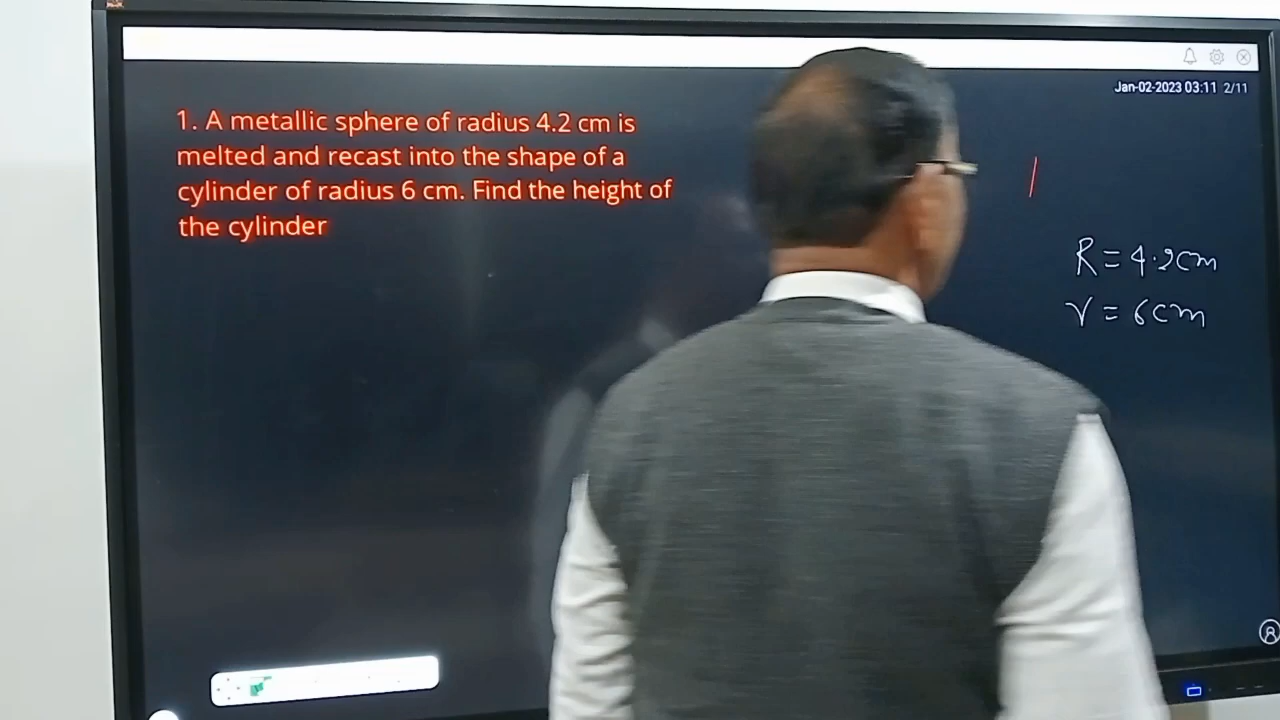 Jan-02-2023 03:11 2/11
1. A metallic sphere of radius 4.2 cm is
melted and recast into the shape of a
cylinder of radius 6 cm. Find the height of
the cylinder
R = 4.2cm
r = 6cm